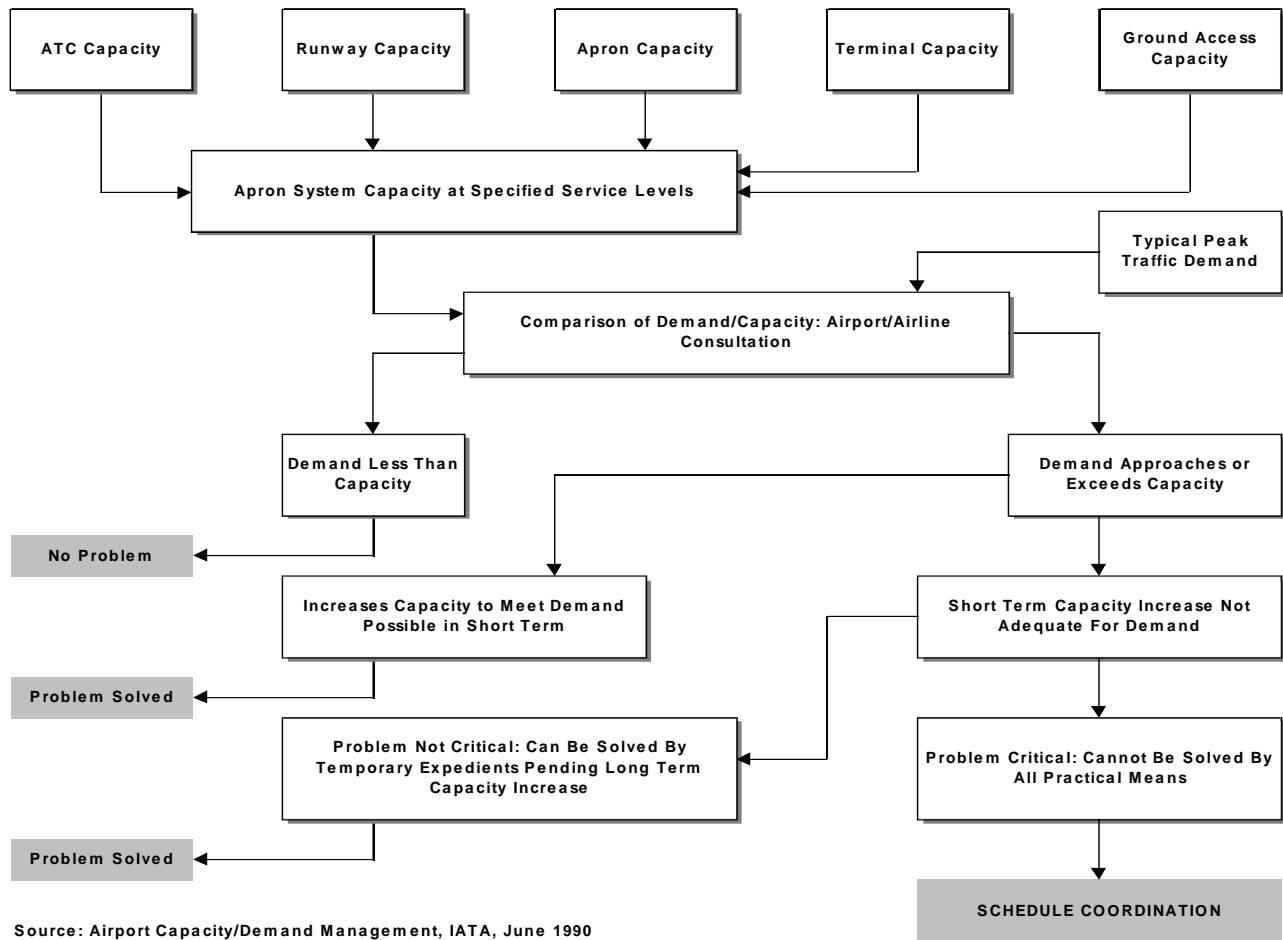 ATC Capacity
Runway Capacity
Apron Capacity
Terminal Capacity
Ground Access
Capacity
Apron System Capacity at Specified Service Levels
Typical Peak
Traffic Demand
Comparison of Demand/Capacity: Airport/Airline
Consultation
Demand Less Than
Capacity
Demand Approaches or
Exceeds Capacity
No Problem
Increases Capacity to Meet Demand
Possible in Short Term
Short Term Capacity Increase Not
Adequate For Demand
Problem Solved
Problem Not Critical: Can Be Solved By
Temporary Expedients Pending Long Term
Capacity Increase
Problem Critical: Cannot Be Solved By
All Practical Means
Problem Solved
SCHEDULE COORDINATION
Source: Airport Capacity/Demand Management, IATA, June 1990